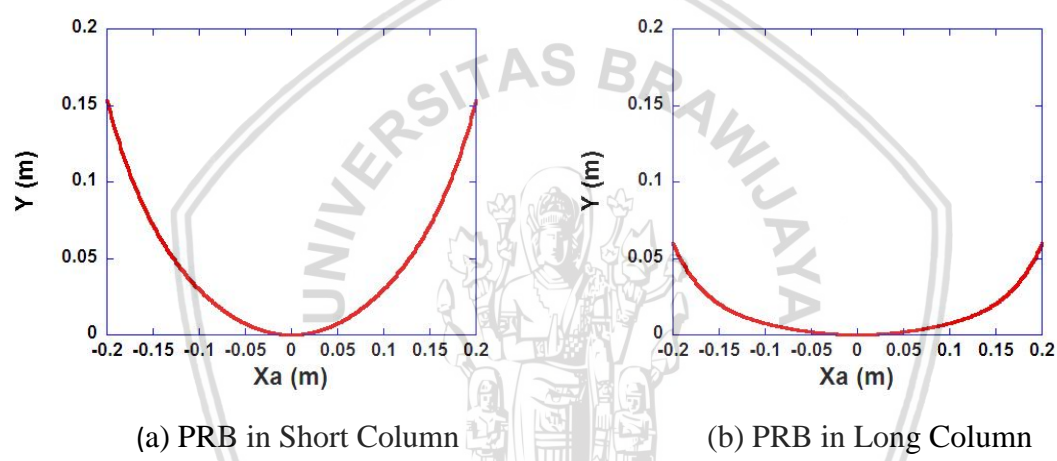 UNIVERSITAS BRAWIJAYA
0.2
0.15
0.1
0.05
0
Y (m)
-0.2 -0.15 -0.1 -0.05 0 0.05 0.1 0.15 0.2
Xa (m)
(a) PRB in Short Column
0.2
0.15
0.1
0.05
0
Y (m)
-0.2 -0.15 -0.1 -0.05 0 0.05 0.1 0.15 0.2
Xa (m)
(b) PRB in Long Column